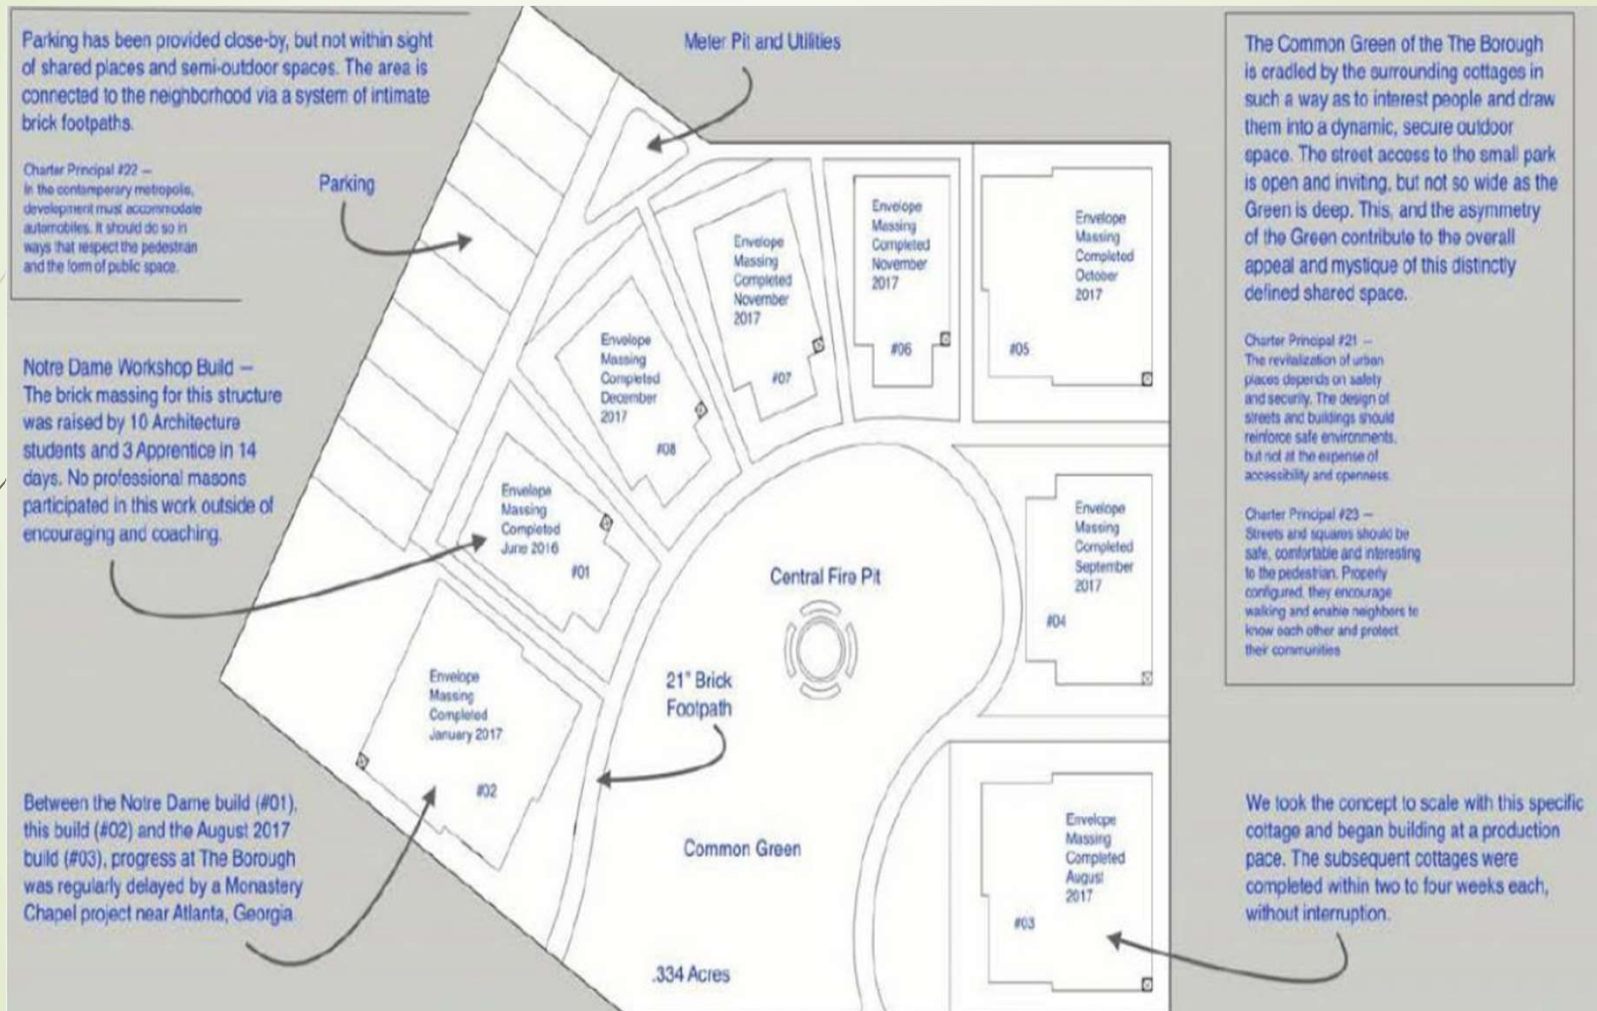 Parking has been provided close-by, but not within sight
of shared places and semi-outdoor spaces. The area is
connected to the neighborhood via a system of intimate
brick footpaths.
Charter Principal #22 —
In the contemporary metropolis,
development must accommodate
automobiles. It should do so in
ways that respect the pedestrian
and the form of public space.
Parking
Meter Pit and Utilities
Notre Dame Workshop Build —
The brick massing for this structure
was raised by 10 Architecture
students and 3 Apprentice in 14
days. No professional masons
participated in this work outside of
encouraging and coaching.
Between the Notre Dame build (#01),
this build (#02) and the August 2017
build (#03), progress at The Borough
was regularly delayed by a Monastery
Chapel project near Atlanta, Georgia
Envelope
Massing
Completed
June 2016
#01
Envelope
Massing
Completed
January 2017
#02
Envelope
Massing
Completed
December
2017
#08
Envelope
Massing
Completed
November
2017
#07
Envelope
Massing
Completed
November
2017
#06
Envelope
Massing
Completed
October
2017
#05
Envelope
Massing
Completed
September
2017
#04
Envelope
Massing
Completed
August
2017
#03
Central Fire Pit
21" Brick
Footpath
Common Green
.334 Acres
The Common Green of the The Borough
is cradled by the surrounding cottages in
such a way as to interest people and draw
them into a dynamic, secure outdoor
space. The street access to the small park
is open and inviting, but not so wide as the
Green is deep. This, and the asymmetry
of the Green contribute to the overall
appeal and mystique of this distinctly
defined shared space.
Charter Principal #21 —
The revitalization of urban
places depends on safety
and security. The design of
streets and buildings should
reinforce safe environments,
but not at the expense of
accessibility and openness.
Charter Principal #23 —
Streets and squares should be
safe, comfortable and interesting
to the pedestrian. Properly
configured, they encourage
walking and enable neighbors to
know each other and protect
their communities
We took the concept to scale with this specific
cottage and began building at a production
pace. The subsequent cottages were
completed within two to four weeks each,
without interruption.